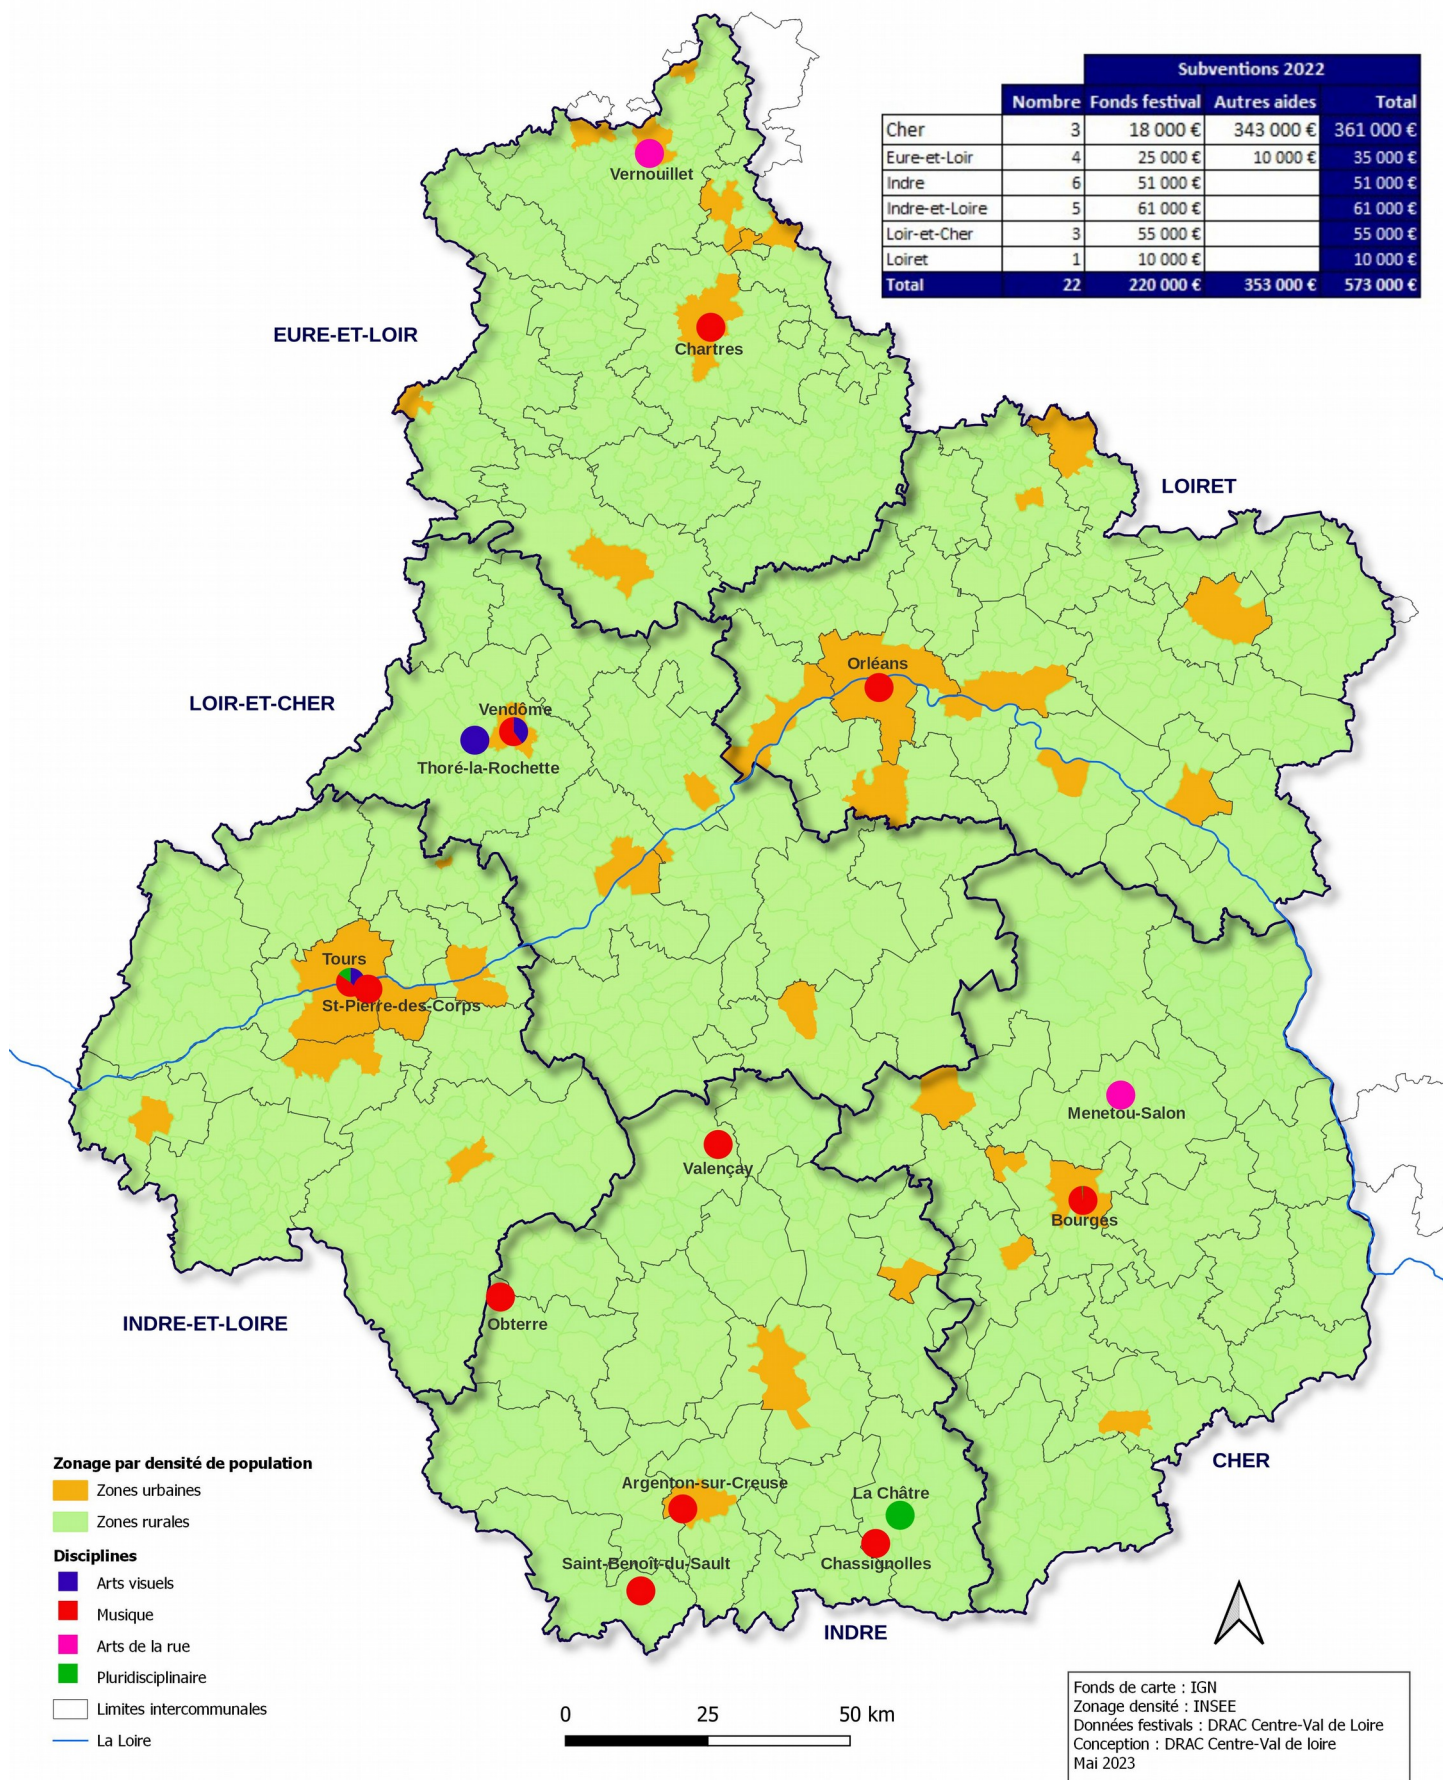 Subventions 2022
Nombre Fonds festival Autres aides Total
Cher 3 18 000 € 343 000 € 361 000 €
Eure-et-Loir 4 25 000 € 10 000 € 35 000 €
Indre 6 51 000 € 51 000 €
Indre-et-Loire 5 61 000 € 61 000 €
Loir-et-Cher 3 55 000 € 55 000 €
Loiret 1 10 000 € 10 000 €
Total 22 220 000 € 353 000 € 573 000 €
Vernouillet
EURE-ET-LOIR
Chartres
LOIRET
Orléans
LOIR-ET-CHER
Vendôme
Thoré-la-Rochette
Tours
St-Pierre-des-Corps
Menetou-Salon
Valençay
Bourges
INDRE-ET-LOIRE
Obterre
CHER
Argenton-sur-Creuse
La Châtre
Saint-Benoît-du-Sault
Chassignolles
INDRE
Zonage par densité de population
Zones urbaines
Zones rurales
Disciplines
Arts visuels
Musique
Arts de la rue
Pluridisciplinaire
Limites intercommunales
La Loire
0 25 50 km
Fonds de carte : IGN
Zonage densité : INSEE
Données festivals : DRAC Centre-Val de Loire
Conception : DRAC Centre-Val de loire
Mai 2023